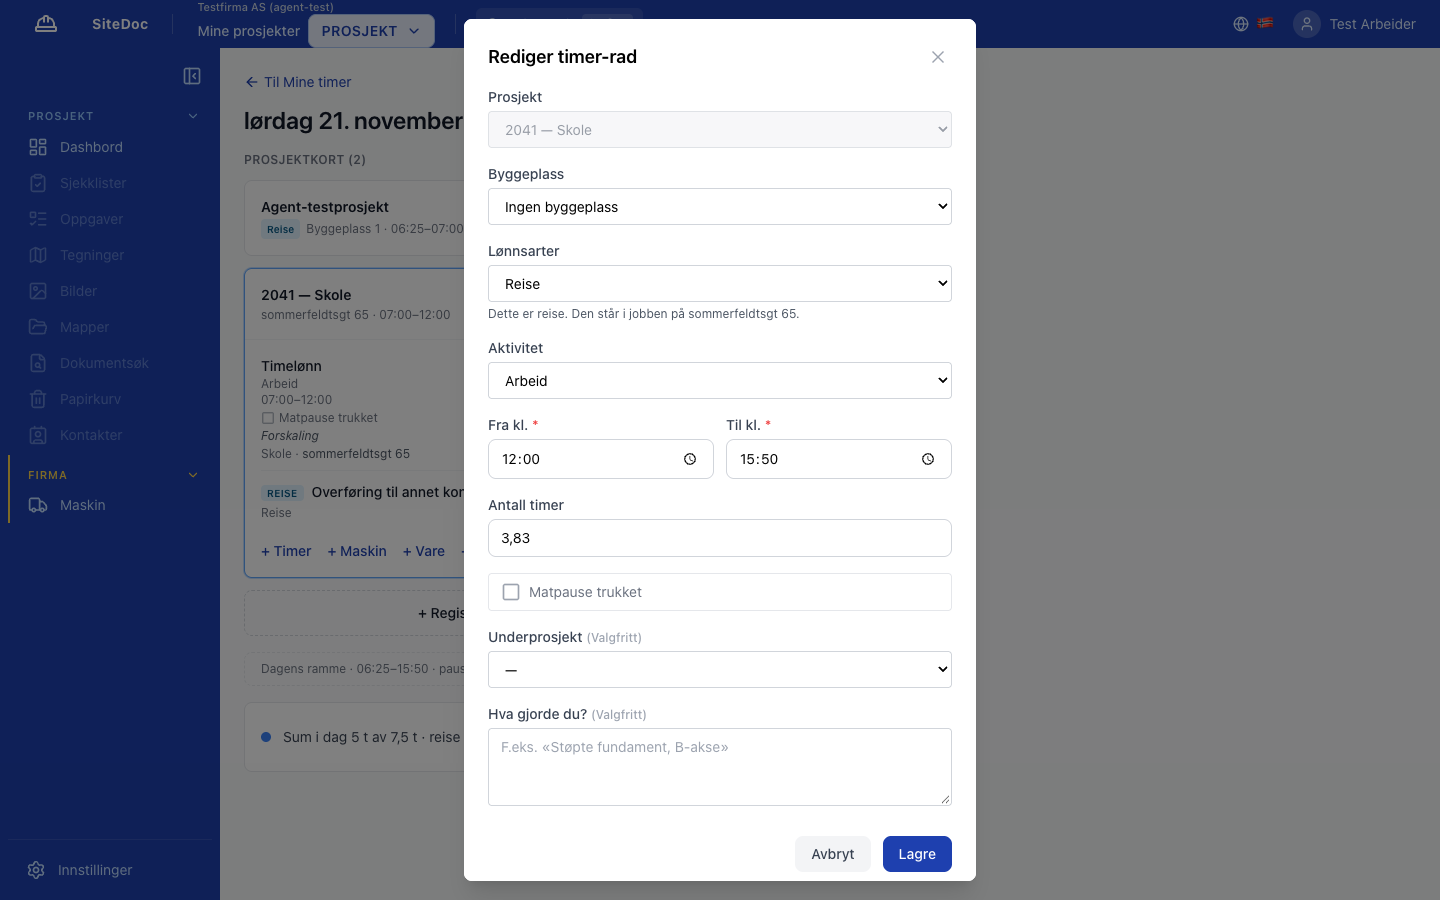 Testfirma AS (agent-test)
SiteDoc
Mine prosjekter
PROSJEKT
Test Arbeider
PROSJEKT
Dashbord
Sjekklister
Oppgaver
Tegninger
Bilder
Mapper
Dokumentsøk
Papirkurv
Kontakter
FIRMA
Maskin
Innstillinger
Til Mine timer
lørdag 21. november
PROSJEKTKORT (2)
Agent-testprosjekt
Reise Byggeplass 1 · 06:25–07:00
2041 — Skole
sommerfeldtsgt 65 · 07:00–12:00
Timelønn
Arbeid
07:00–12:00
Matpause trukket
Forskaling
Skole · sommerfeldtsgt 65
REISE Overføring til annet
Reise
+ Timer + Maskin + Vare
Dagens ramme · 06:25–15:50 ·
Sum i dag 5 t av 7,5 t · reise
Rediger timer-rad
Prosjekt
2041 — Skole
Byggeplass
Ingen byggeplass
Lønnsarter
Reise
Dette er reise. Den står i jobben på sommerfeldtsgt 65.
Aktivitet
Arbeid
Fra kl. * Til kl. *
12:00 15:50
Antall timer
3,83
Matpause trukket
Underprosjekt (Valgfritt)
—
Hva gjorde du? (Valgfritt)
F.eks. «Støpte fundament, B-akse»
Avbryt Lagre